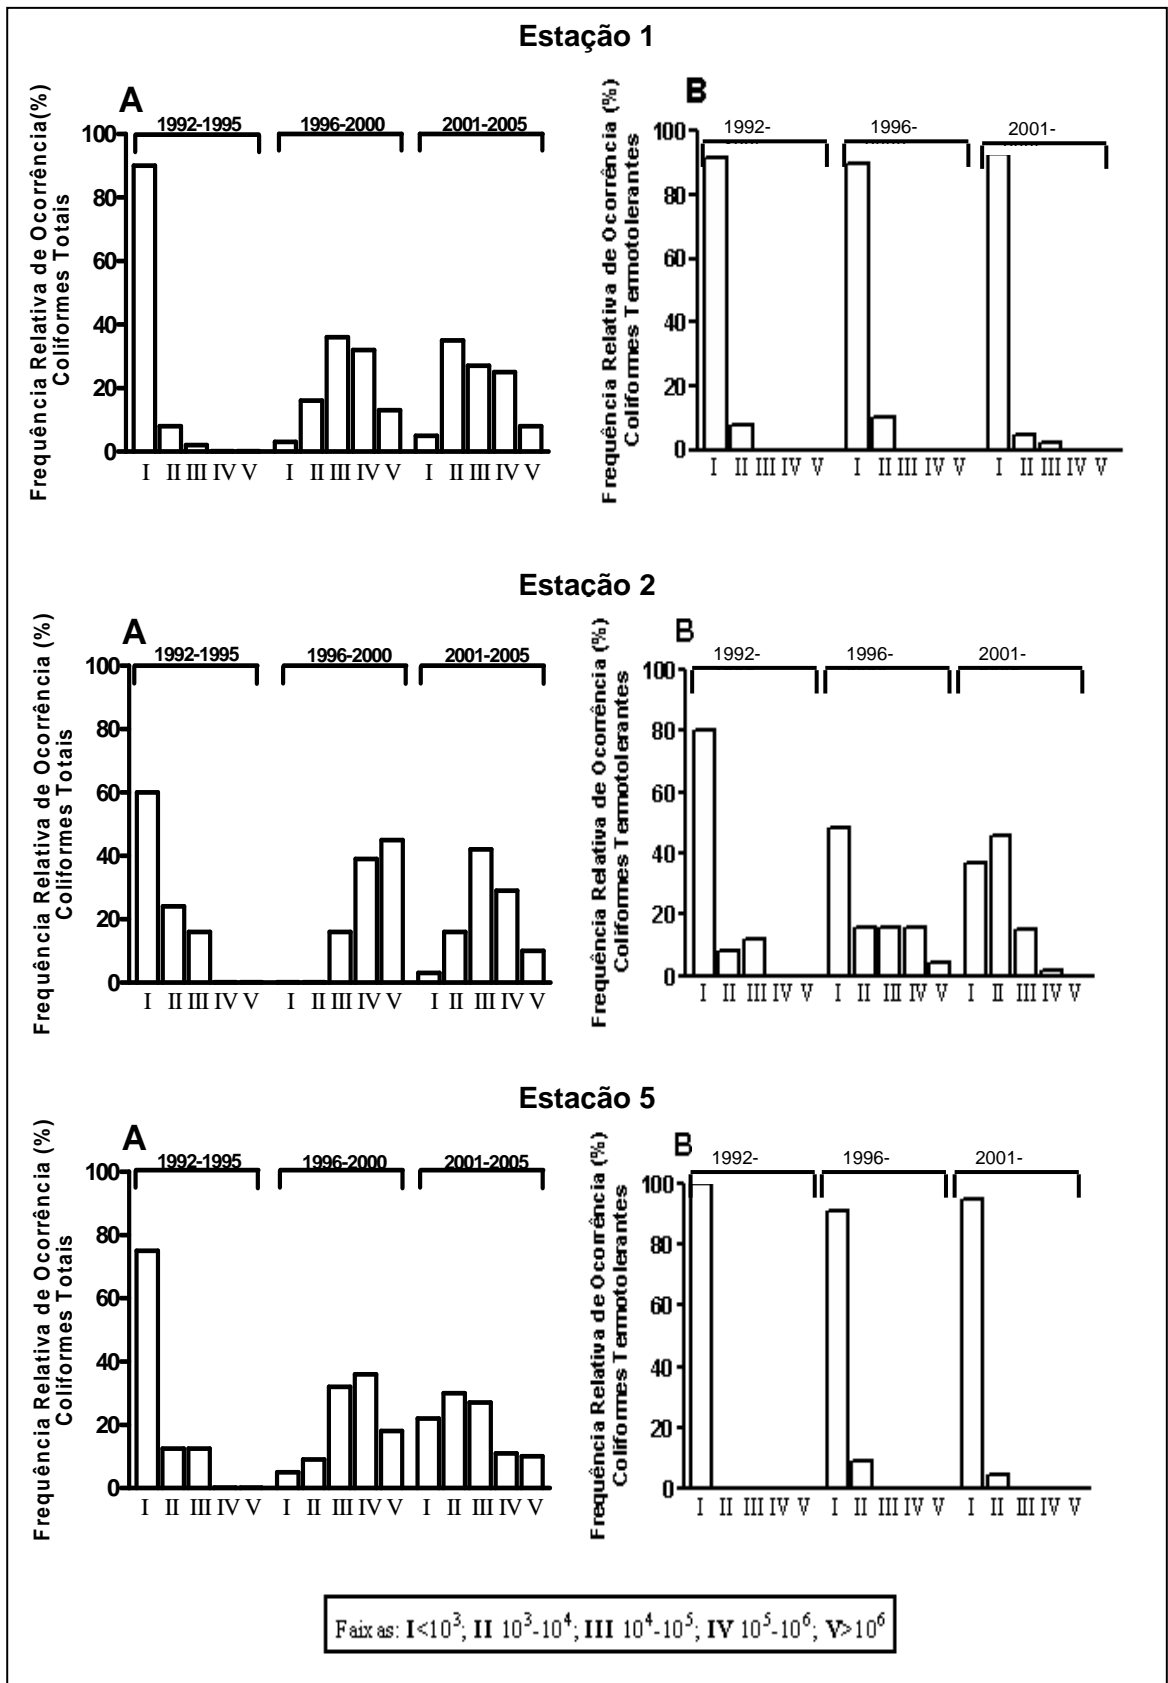 Estação 1
A
1992-1995 1996-2000 2001-2005
Frequência Relativa de Ocorrência(%)
Coliformes Totais
100
80
60
40
20
0
I II III IV V I II III IV V I II III IV V
B
1992- 1996- 2001-
Frequência Relativa de Ocorrência (%)
Coliformes Termotolerantes
100
80
60
40
20
0
I II III IV V I II III IV V I II III IV V
Estação 2
A
1992-1995 1996-2000 2001-2005
Frequência Relativa de Ocorrência (%)
Coliformes Totais
100
80
60
40
20
0
I II III IV V I II III IV V I II III IV V
B
1992- 1996- 2001-
Frequência Relativa de Ocorrência (%)
Coliformes Termotolerantes
100
80
60
40
20
0
I II III IV V I II III IV V I II III IV V
Estação 5
A
1992-1995 1996-2000 2001-2005
Frequência Relativa de Ocorrência (%)
Coliformes Totais
100
80
60
40
20
0
I II III IV V I II III IV V I II III IV V
B
1992- 1996- 2001-
Frequência Relativa de Ocorrência (%)
Coliformes Termotolerantes
100
80
60
40
20
0
I II III IV V I II III IV V I II III IV V
Faixas: I<10³; II 10³-10⁴; III 10⁴-10⁵; IV 10⁵-10⁶; V>10⁶